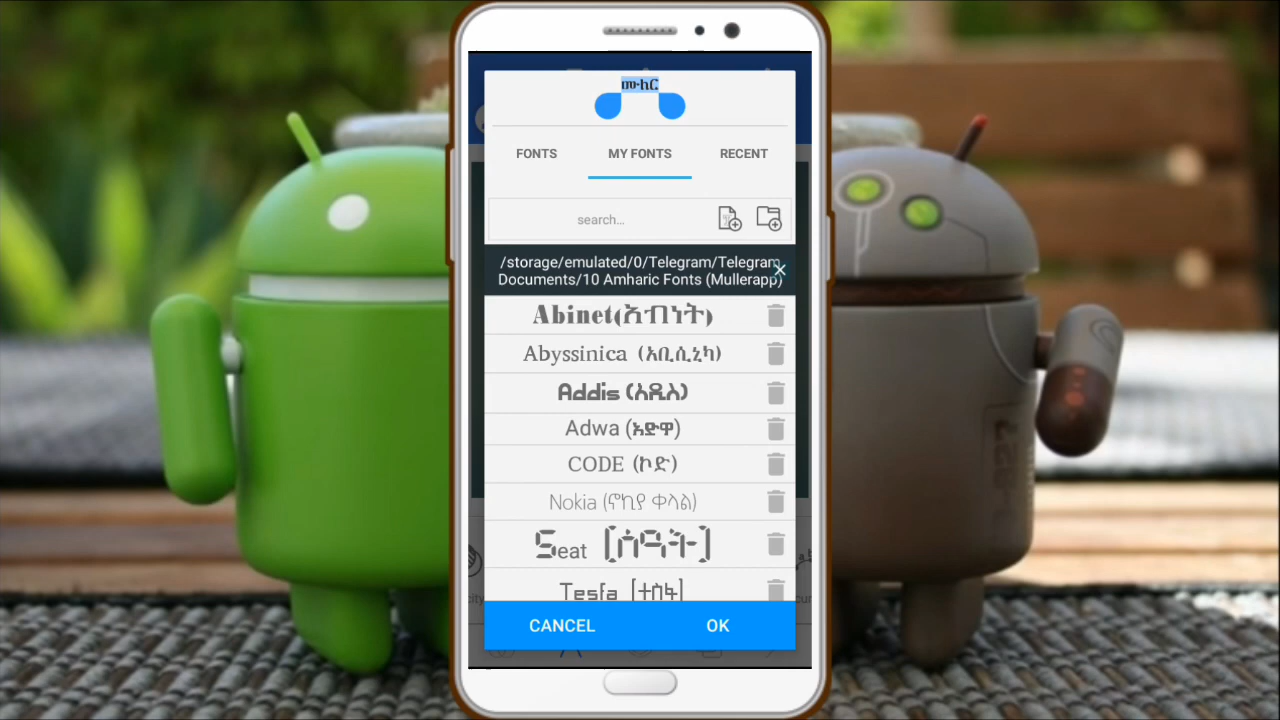 ሙከር
FONTS
MY FONTS
RECENT
search...
/storage/emulated/0/Telegram/Telegram
Documents/10 Amharic Fonts (Mullerapp)
Abinet(አብነት)
Abyssinica (አቢሲኒካ)
Addis (አዲስ)
Adwa (አድዋ)
CODE (ኮድ)
Nokia (ኖኪያ ቀላል)
Seat (ሰዓት)
Tesfa [ተስፋ]
CANCEL
OK